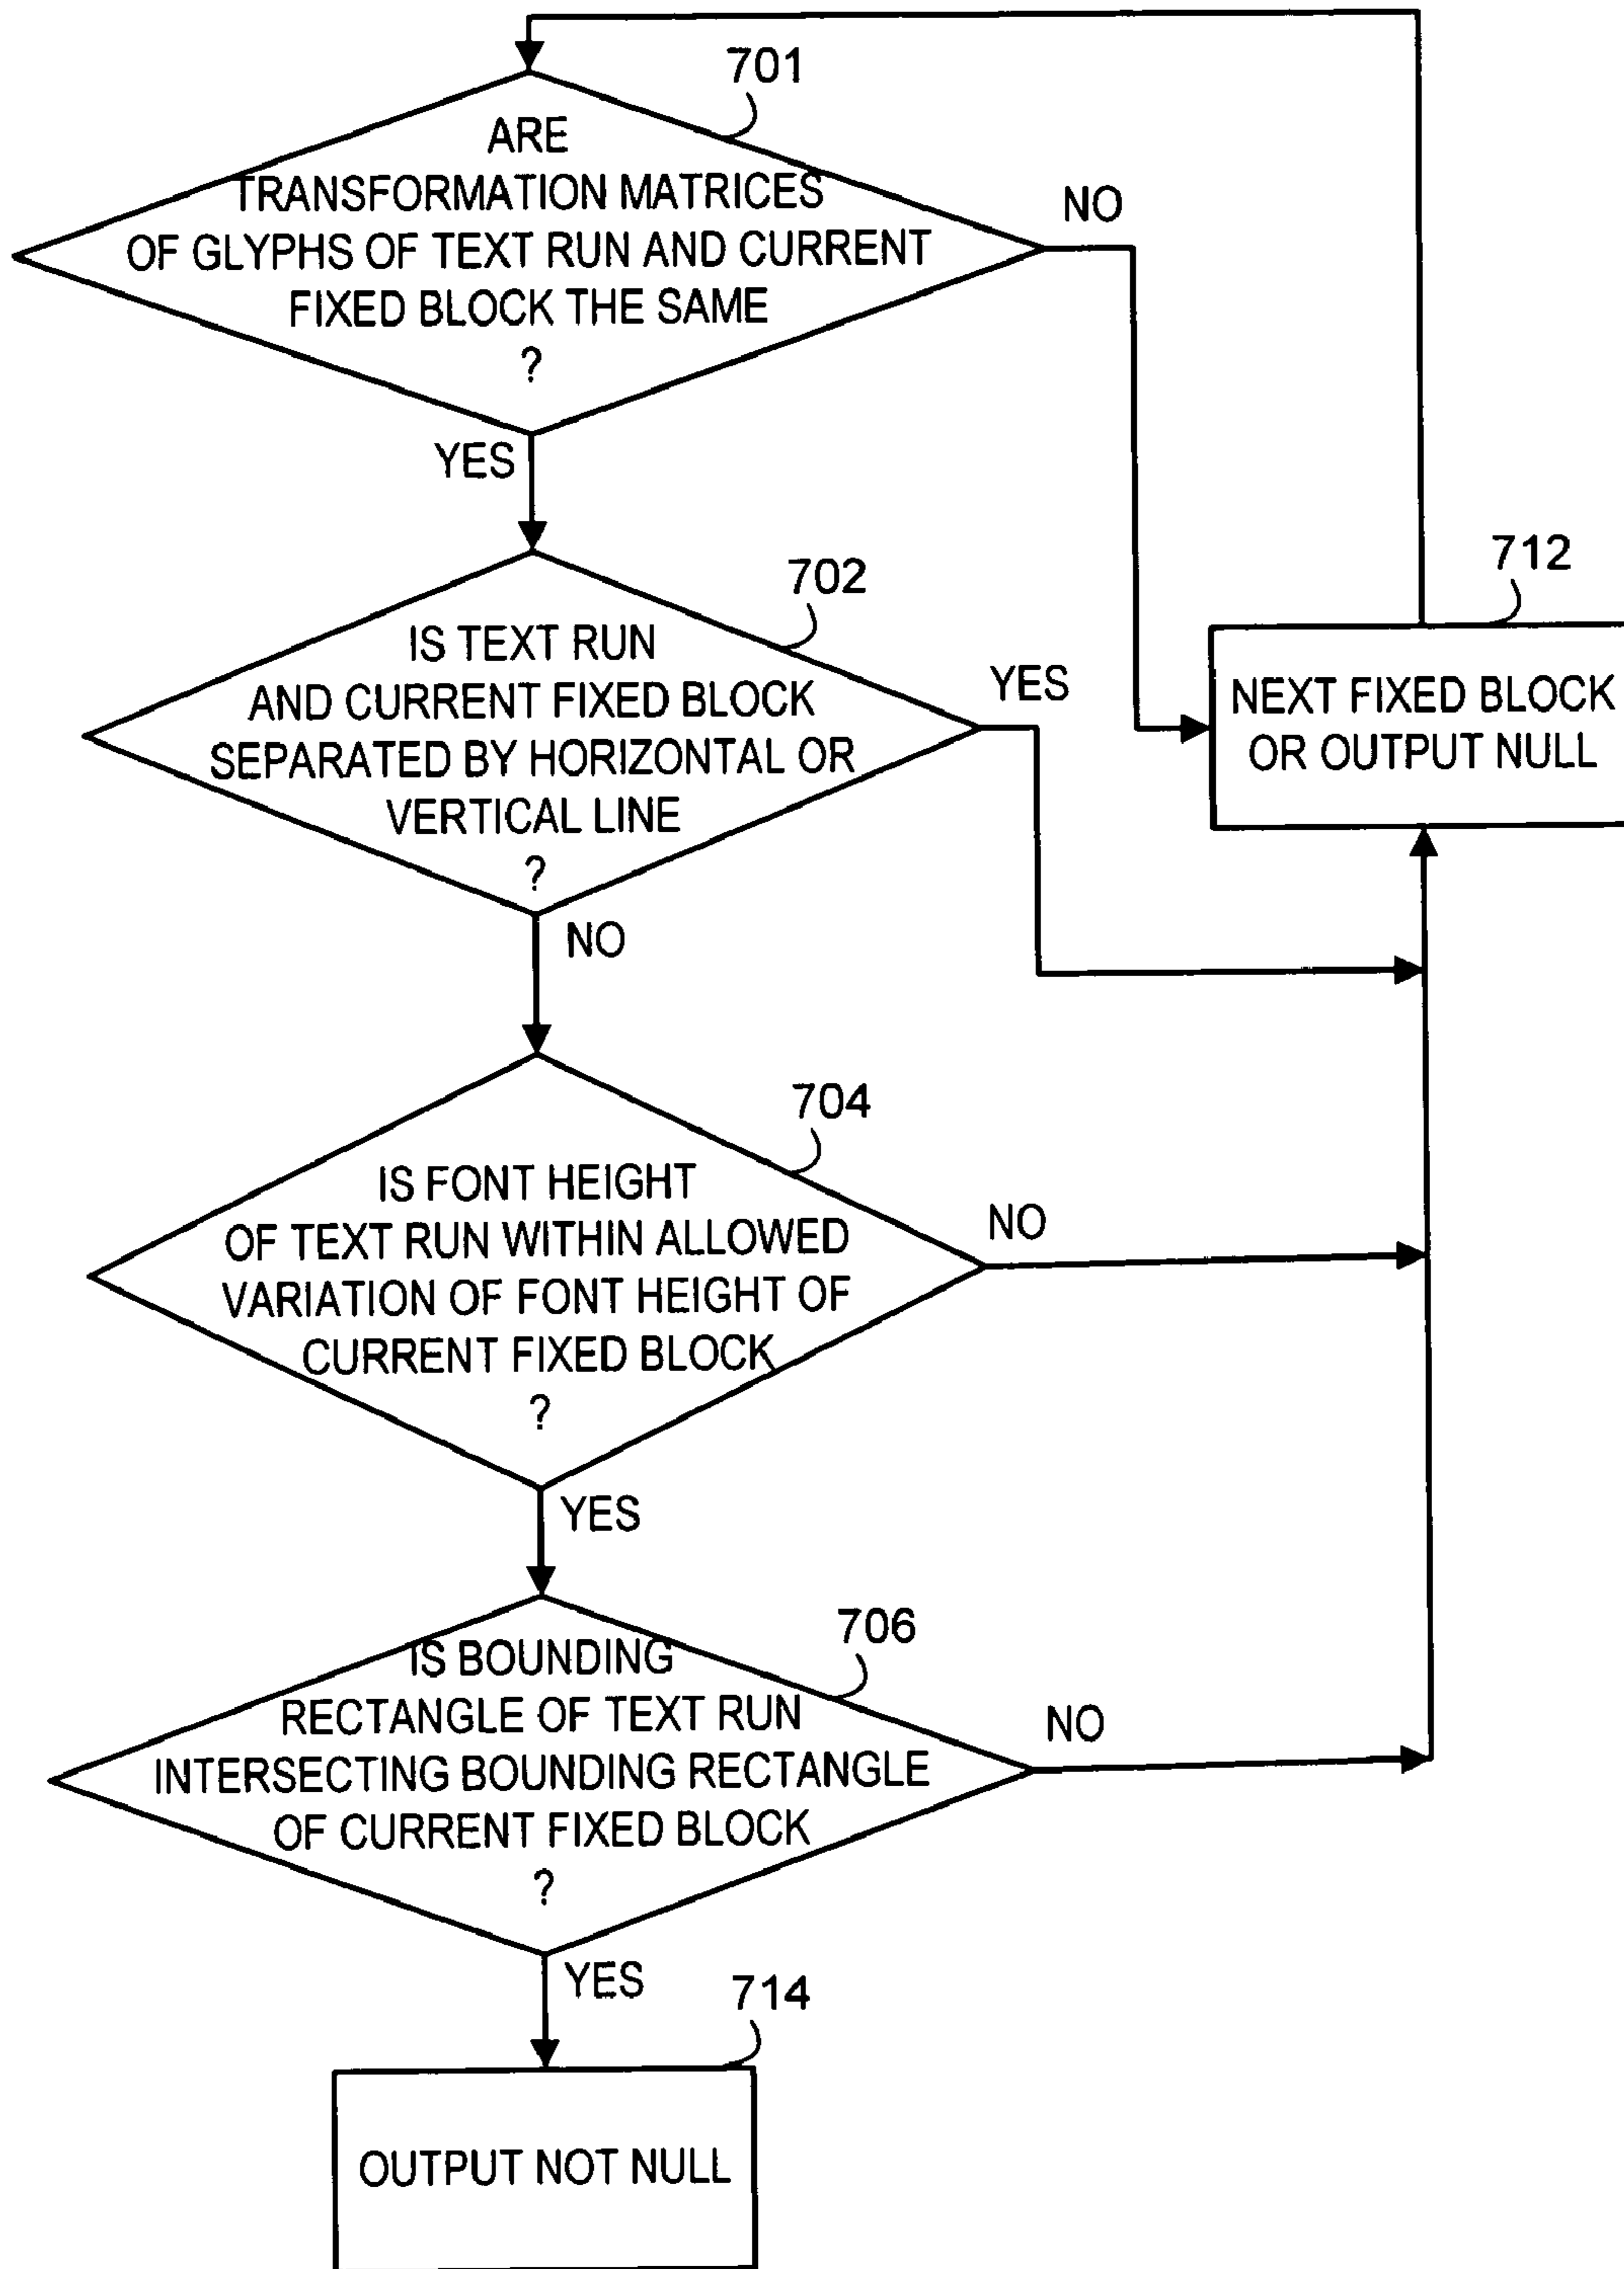 701
ARE
TRANSFORMATION MATRICES
OF GLYPHS OF TEXT RUN AND CURRENT
FIXED BLOCK THE SAME
?
NO
YES
702
IS TEXT RUN
AND CURRENT FIXED BLOCK
SEPARATED BY HORIZONTAL OR
VERTICAL LINE
?
YES
NO
712
NEXT FIXED BLOCK
OR OUTPUT NULL
704
IS FONT HEIGHT
OF TEXT RUN WITHIN ALLOWED
VARIATION OF FONT HEIGHT OF
CURRENT FIXED BLOCK
?
NO
YES
706
IS BOUNDING
RECTANGLE OF TEXT RUN
INTERSECTING BOUNDING RECTANGLE
OF CURRENT FIXED BLOCK
?
NO
YES
714
OUTPUT NOT NULL